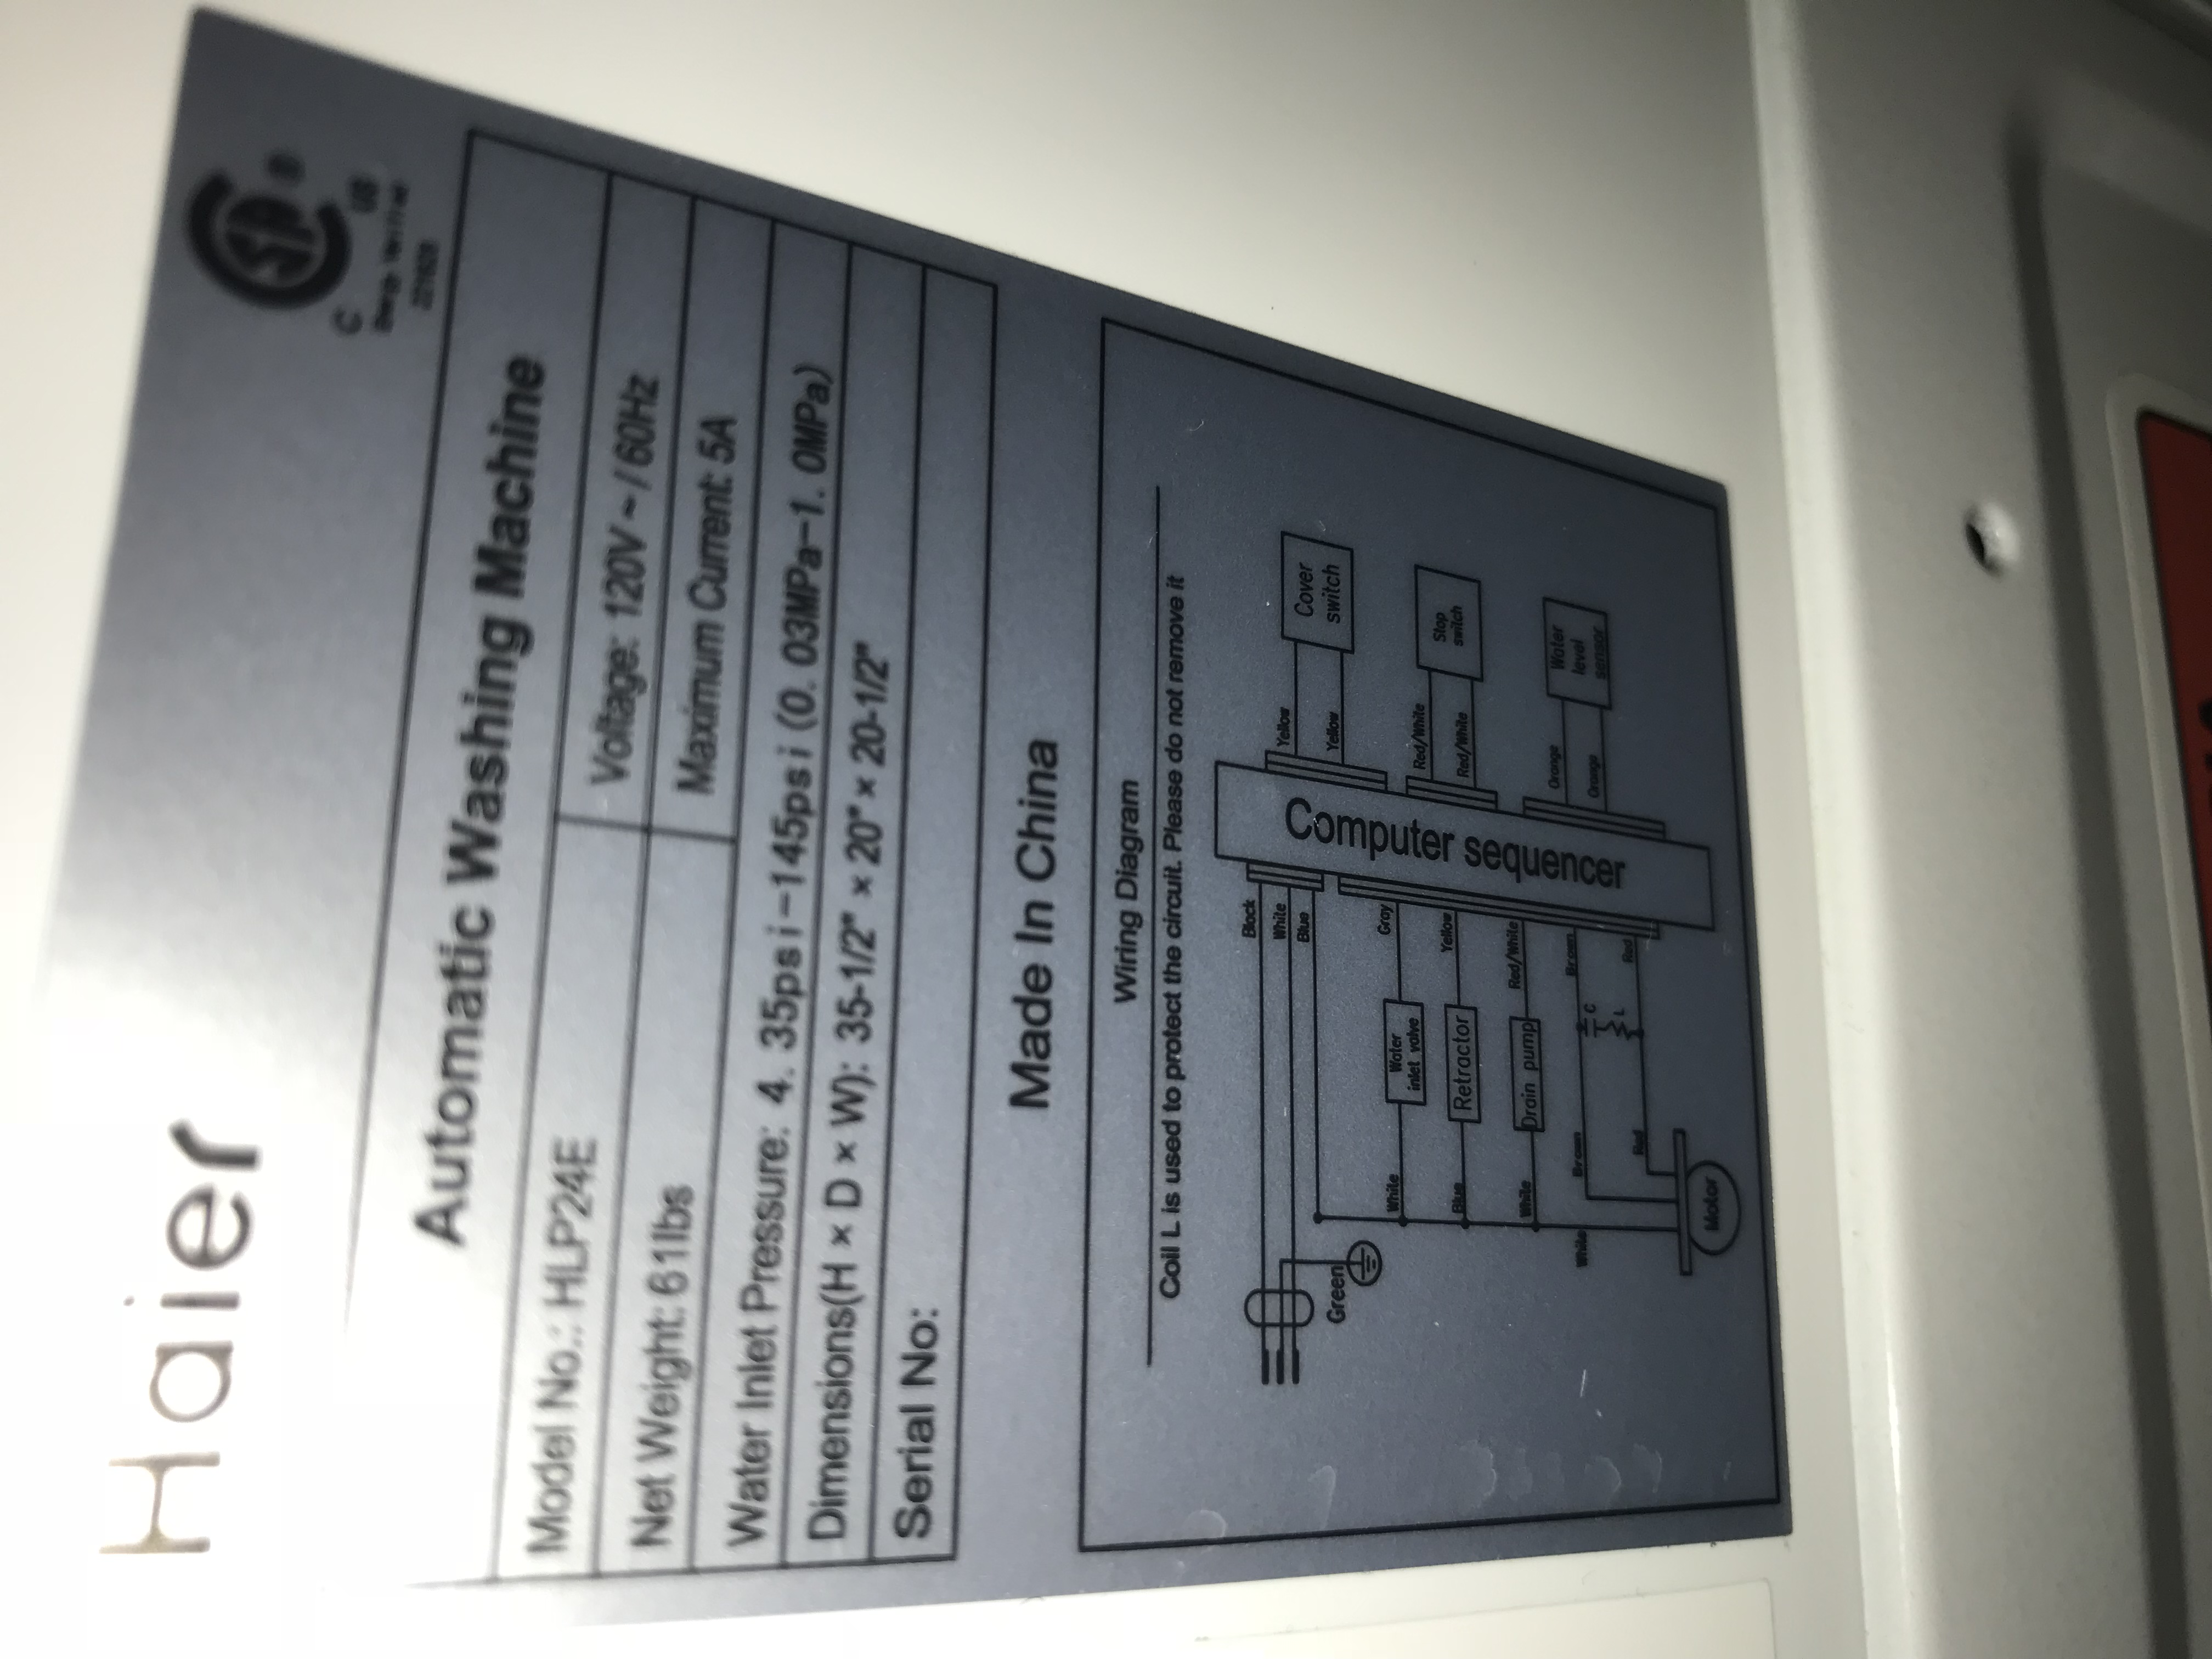 Haier
C US
Energy Verified
Automatic Washing Machine
Model No.: HLP24E
Voltage: 120V ~ / 60Hz
Net Weight: 61lbs
Maximum Current: 5A
Water Inlet Pressure: 4. 35psi-145psi (0. 03MPa-1. 0MPa)
Dimensions(H × D × W): 35-1/2" × 20" × 20-1/2"
Serial No:
Made In China
Wiring Diagram
Coil L is used to protect the circuit. Please do not remove it
Black
White
Blue
Green
White
Water
inlet valve
Gray
Blue
Retractor
Yellow
White
Drain pump
Red/White
White
Brown
Brown
C
L
Red
Red
Motor
Computer sequencer
Yellow
Yellow
Cover
switch
Red/White
Red/White
Stop
switch
Orange
Orange
Water
level
sensor